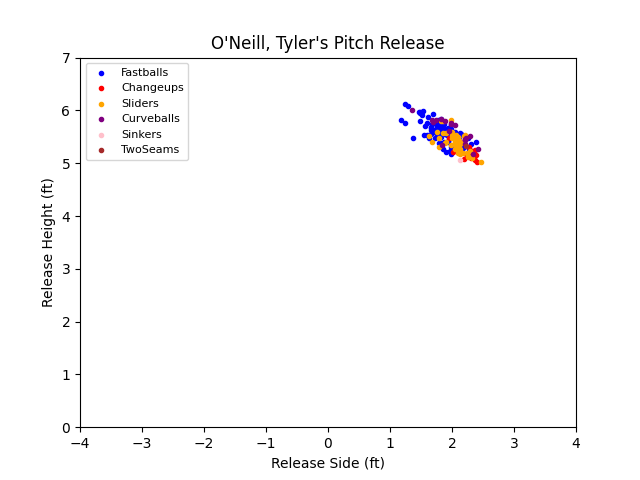 O'Neill, Tyler's Pitch Release
Release Height (ft)
7
6
5
4
3
2
1
0
Fastballs
Changeups
Sliders
Curveballs
Sinkers
TwoSeams
−4 −3 −2 −1 0 1 2 3 4
Release Side (ft)